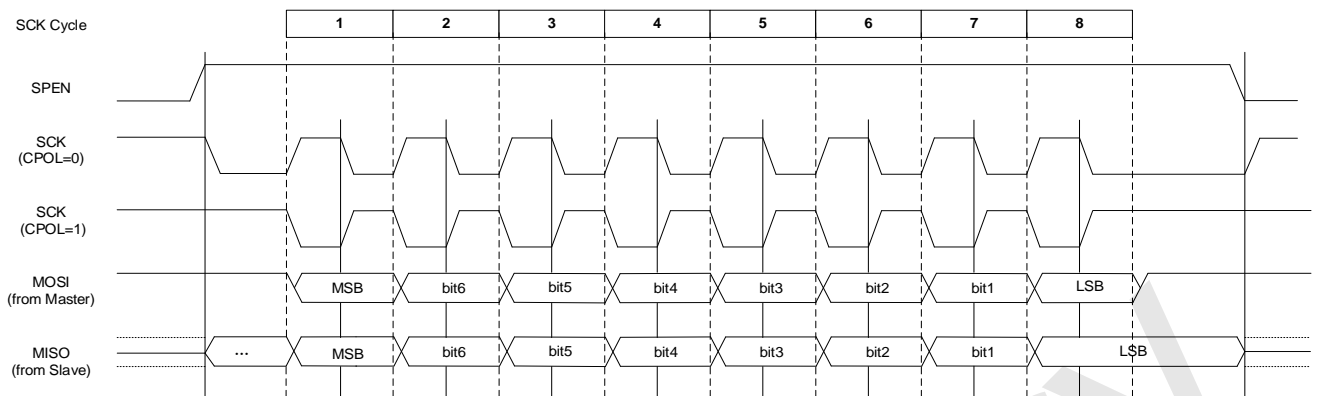 SCK Cycle 1 2 3 4 5 6 7 8
SPEN
SCK
(CPOL=0)
SCK
(CPOL=1)
MOSI
(from Master)
MSB bit6 bit5 bit4 bit3 bit2 bit1 LSB
MISO
(from Slave)
... MSB bit6 bit5 bit4 bit3 bit2 bit1 LSB